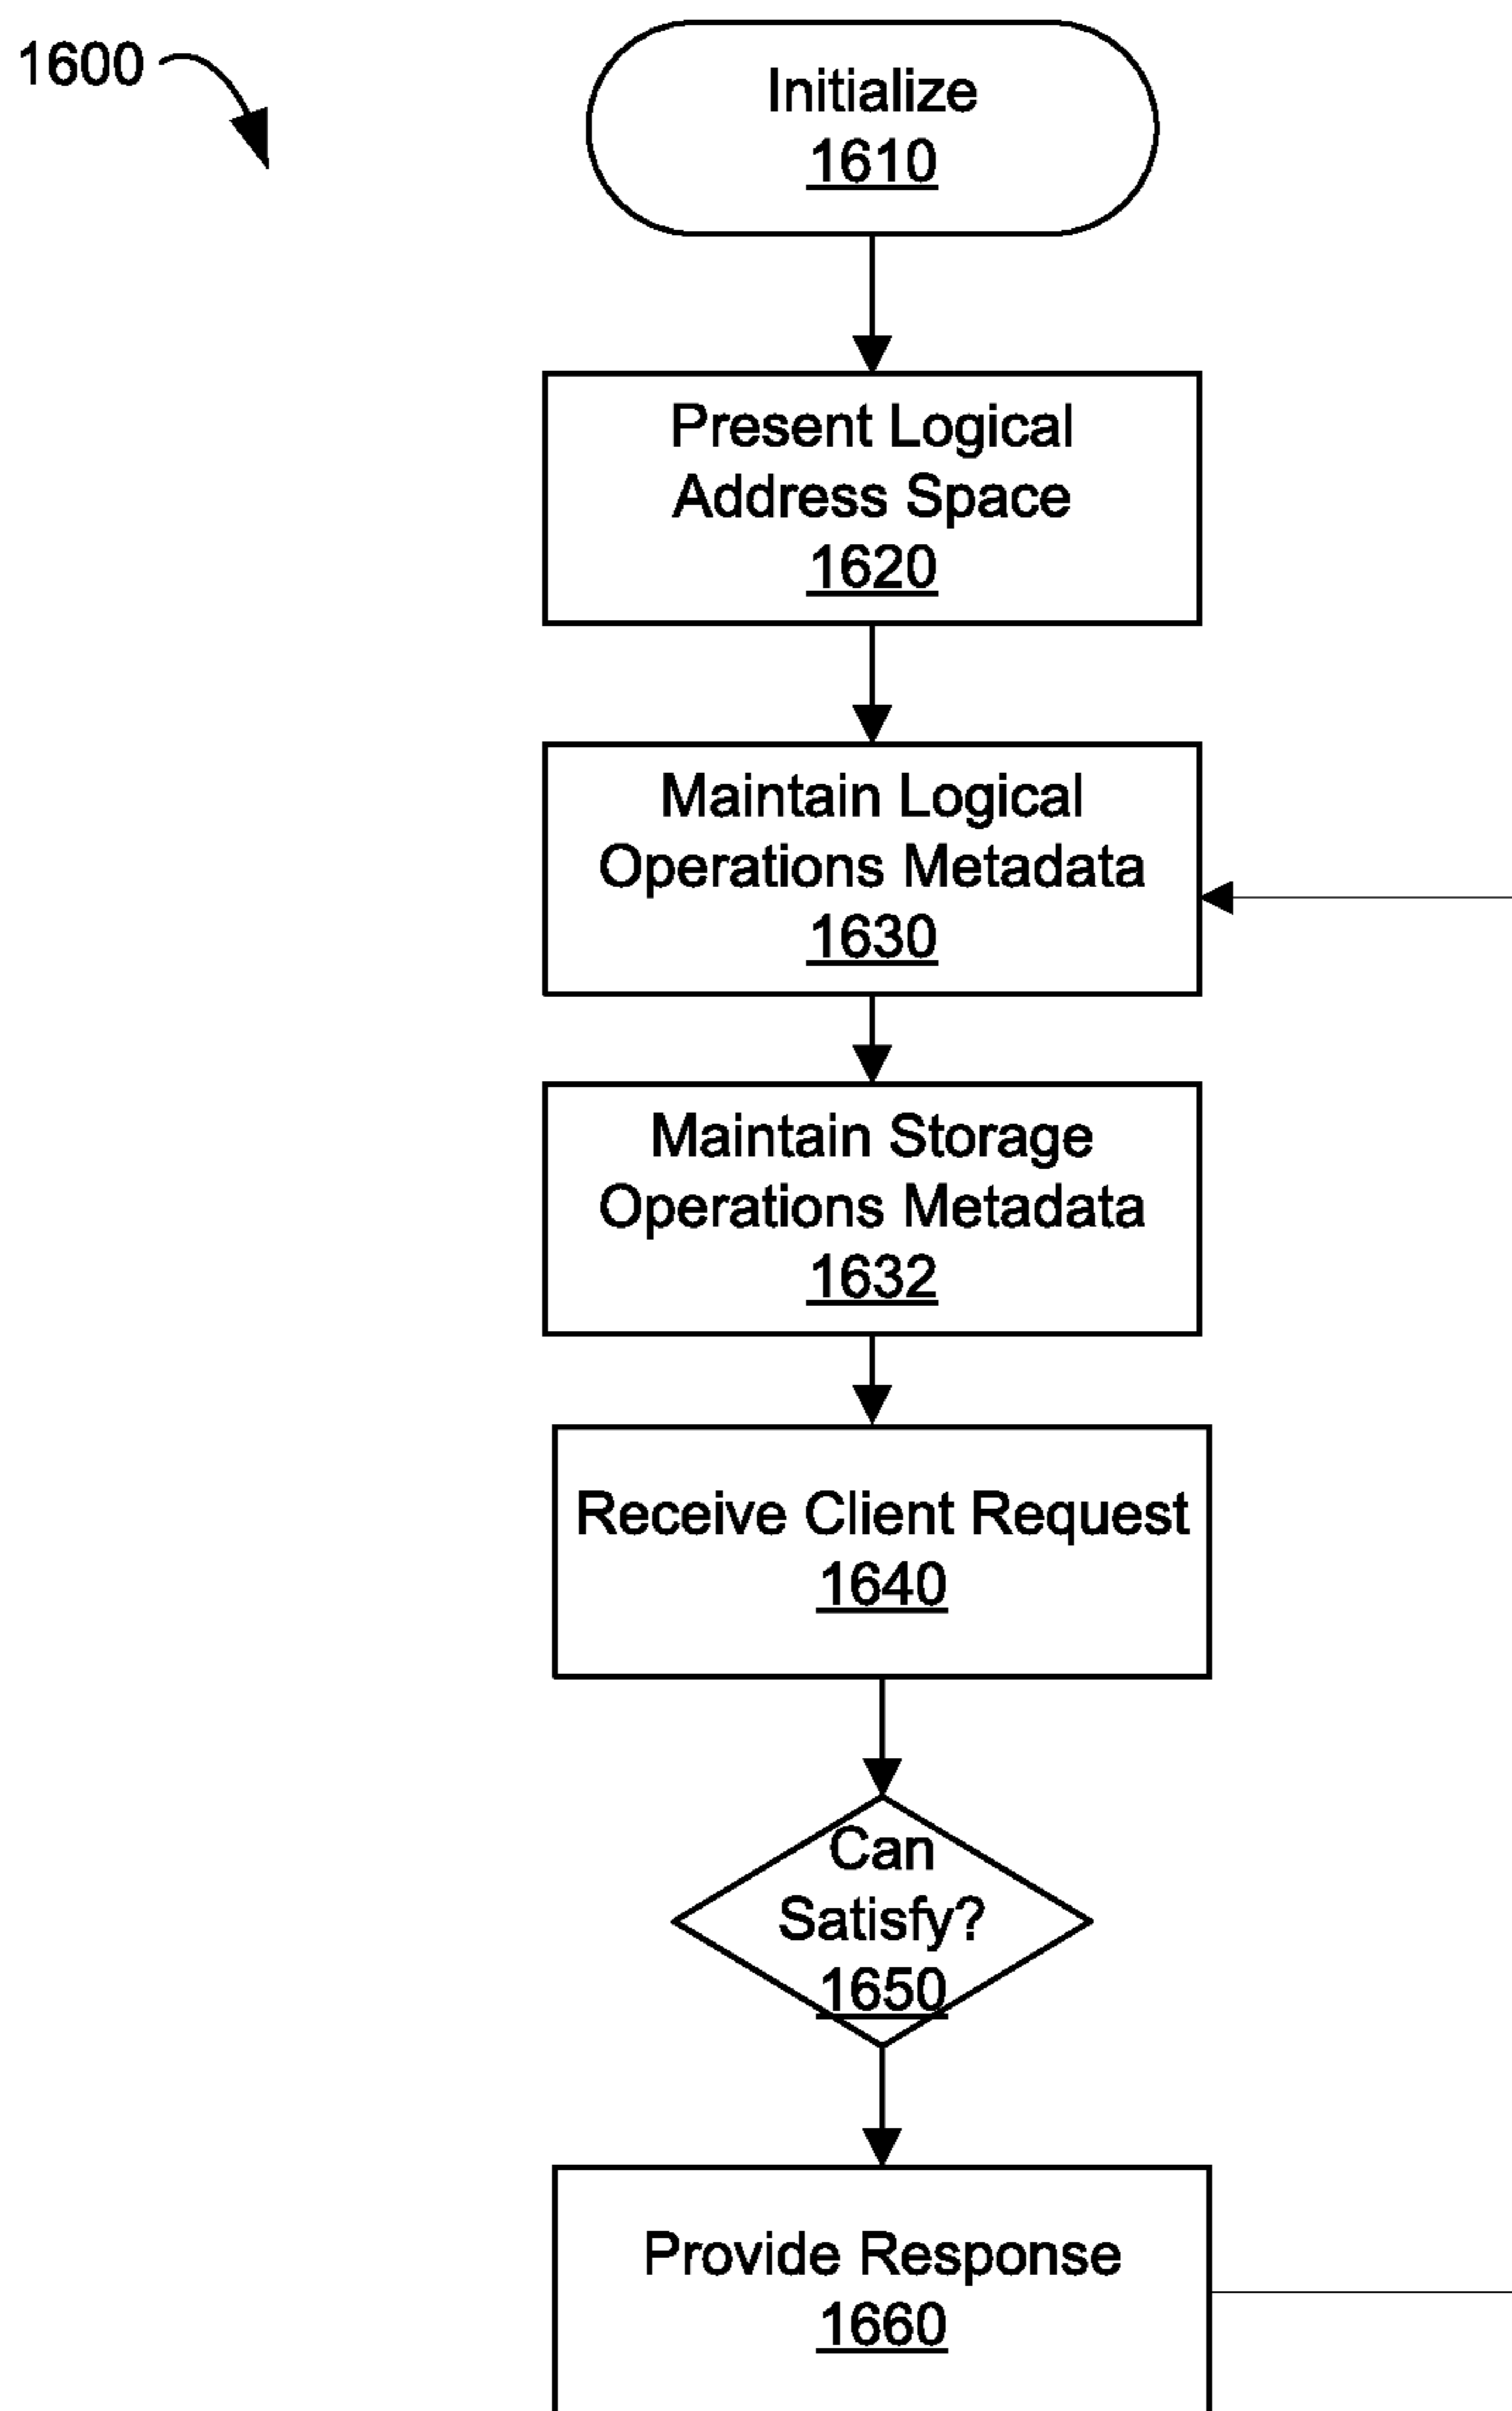 1600
Initialize
1610
Present Logical
Address Space
1620
Maintain Logical
Operations Metadata
1630
Maintain Storage
Operations Metadata
1632
Receive Client Request
1640
Can
Satisfy?
1650
Provide Response
1660